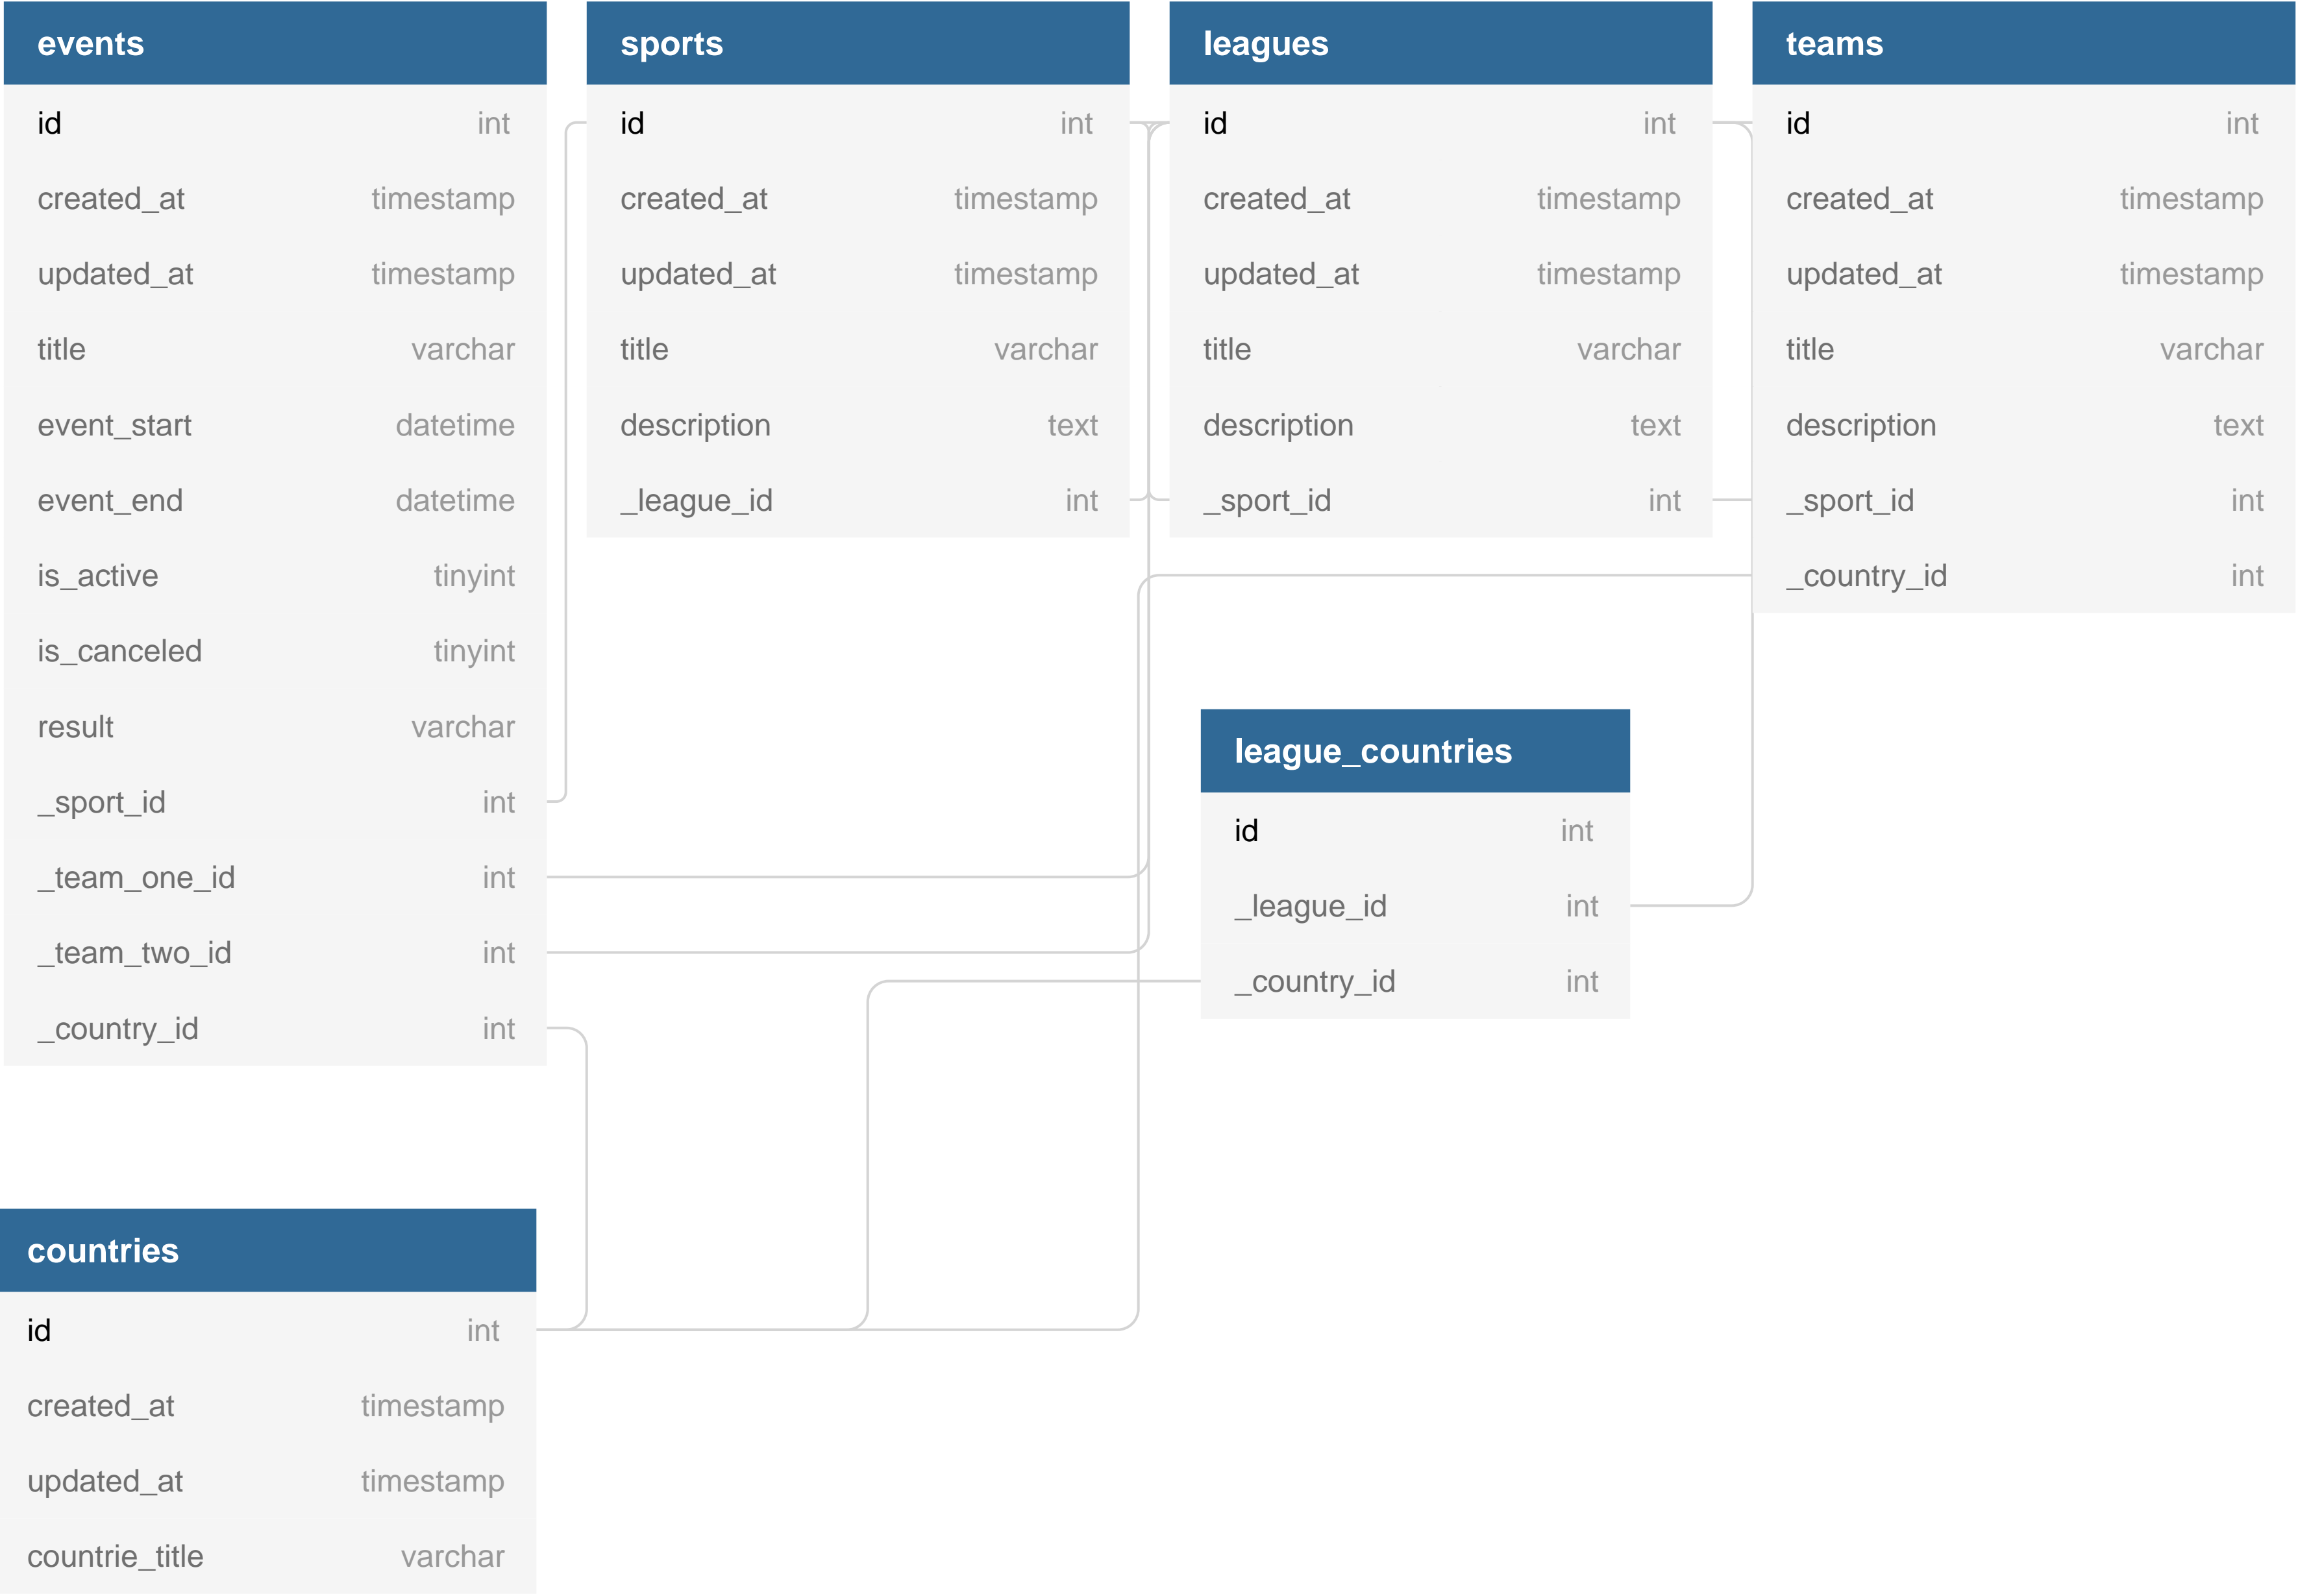 events
id int
created_at timestamp
updated_at timestamp
title varchar
event_start datetime
event_end datetime
is_active tinyint
is_canceled tinyint
result varchar
_sport_id int
_team_one_id int
_team_two_id int
_country_id int
sports
id int
created_at timestamp
updated_at timestamp
title varchar
description text
_league_id int
leagues
id int
created_at timestamp
updated_at timestamp
title varchar
description text
_sport_id int
teams
id int
created_at timestamp
updated_at timestamp
title varchar
description text
_sport_id int
_country_id int
league_countries
id int
_league_id int
_country_id int
countries
id int
created_at timestamp
updated_at timestamp
countrie_title varchar